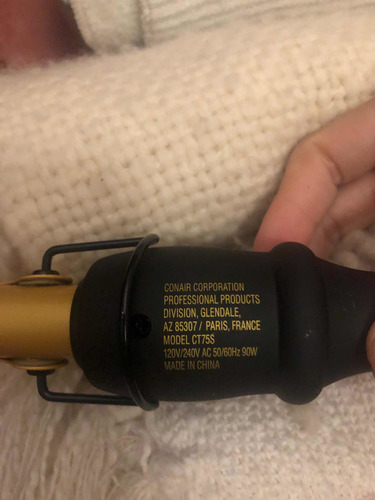 CONAIR CORPORATION
PROFESSIONAL PRODUCTS
DIVISION, GLENDALE,
AZ 85307 / PARIS, FRANCE
MODEL CT75S
120V/240V AC 50/60Hz 90W
MADE IN CHINA